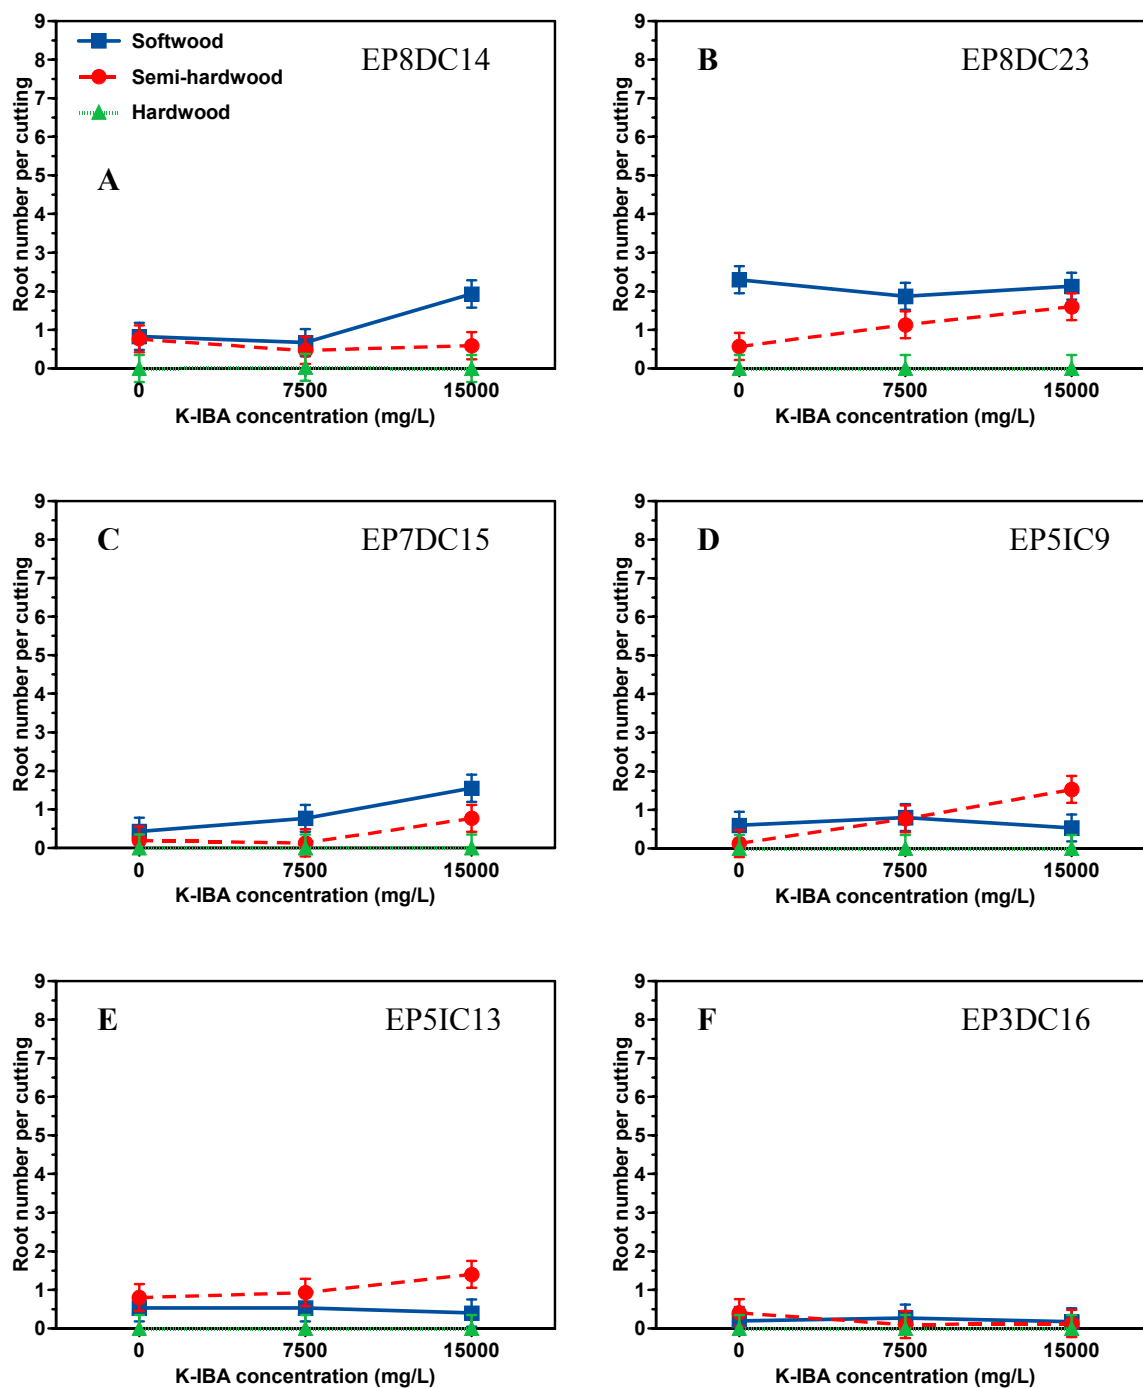 9
8
7
6
5
4
3
2
1
0
Root number per cutting
Softwood
Semi-hardwood
Hardwood
EP8DC14
A
0 7500 15000
K-IBA concentration (mg/L)
9
8
7
6
5
4
3
2
1
0
Root number per cutting
B EP8DC23
0 7500 15000
K-IBA concentration (mg/L)
9
8
7
6
5
4
3
2
1
0
Root number per cutting
C EP7DC15
0 7500 15000
K-IBA concentration (mg/L)
9
8
7
6
5
4
3
2
1
0
Root number per cutting
D EP5IC9
0 7500 15000
K-IBA concentration (mg/L)
9
8
7
6
5
4
3
2
1
0
Root number per cutting
E EP5IC13
0 7500 15000
K-IBA concentration (mg/L)
9
8
7
6
5
4
3
2
1
0
Root number per cutting
F EP3DC16
0 7500 15000
K-IBA concentration (mg/L)